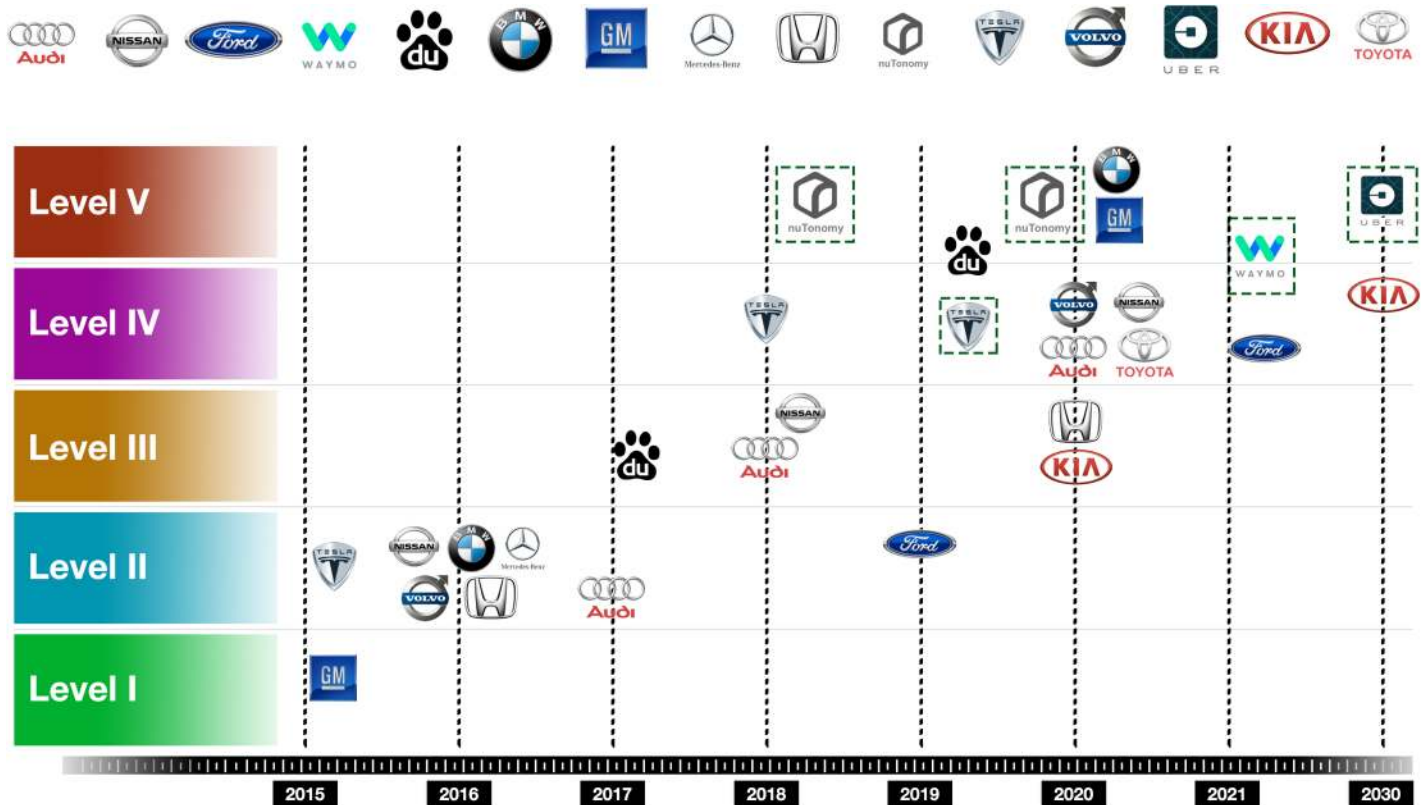 Audi
NISSAN
Ford
WAYMO
du
BMW
GM
Mercedes-Benz
nuTonomy
TESLA
VOLVO
UBER
KIA
TOYOTA
Level V
nuTonomy
nuTonomy
BMW
GM
UBER
du
WAYMO
Level IV
TESLA
TESLA
VOLVO
NISSAN
Audi
TOYOTA
Ford
KIA
Level III
du
NISSAN
Audi
KIA
Level II
TESLA
NISSAN
BMW
Mercedes-Benz
VOLVO
Audi
Ford
Level I
GM
2015 2016 2017 2018 2019 2020 2021 2030